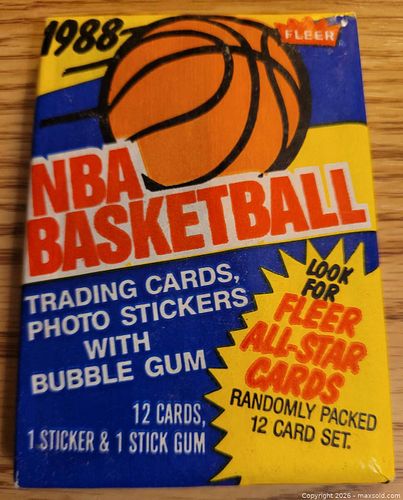 1988
FLEER
NBA
BASKETBALL
TRADING CARDS,
PHOTO STICKERS
WITH
BUBBLE GUM
12 CARDS,
1 STICKER & 1 STICK GUM
LOOK
FOR
FLEER
ALL-STAR
CARDS
RANDOMLY PACKED
12 CARD SET.
Copyright © 2026 - maxsold.com